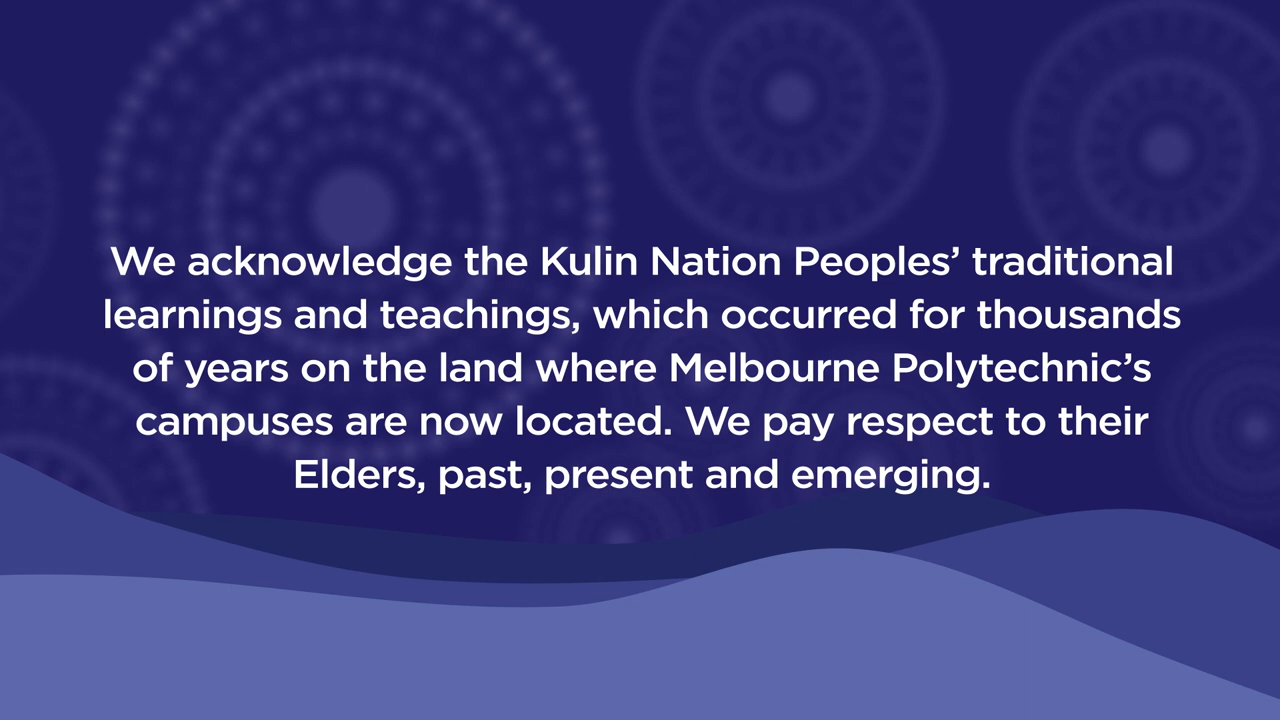 We acknowledge the Kulin Nation Peoples’ traditional
learnings and teachings, which occurred for thousands
of years on the land where Melbourne Polytechnic’s
campuses are now located. We pay respect to their
Elders, past, present and emerging.